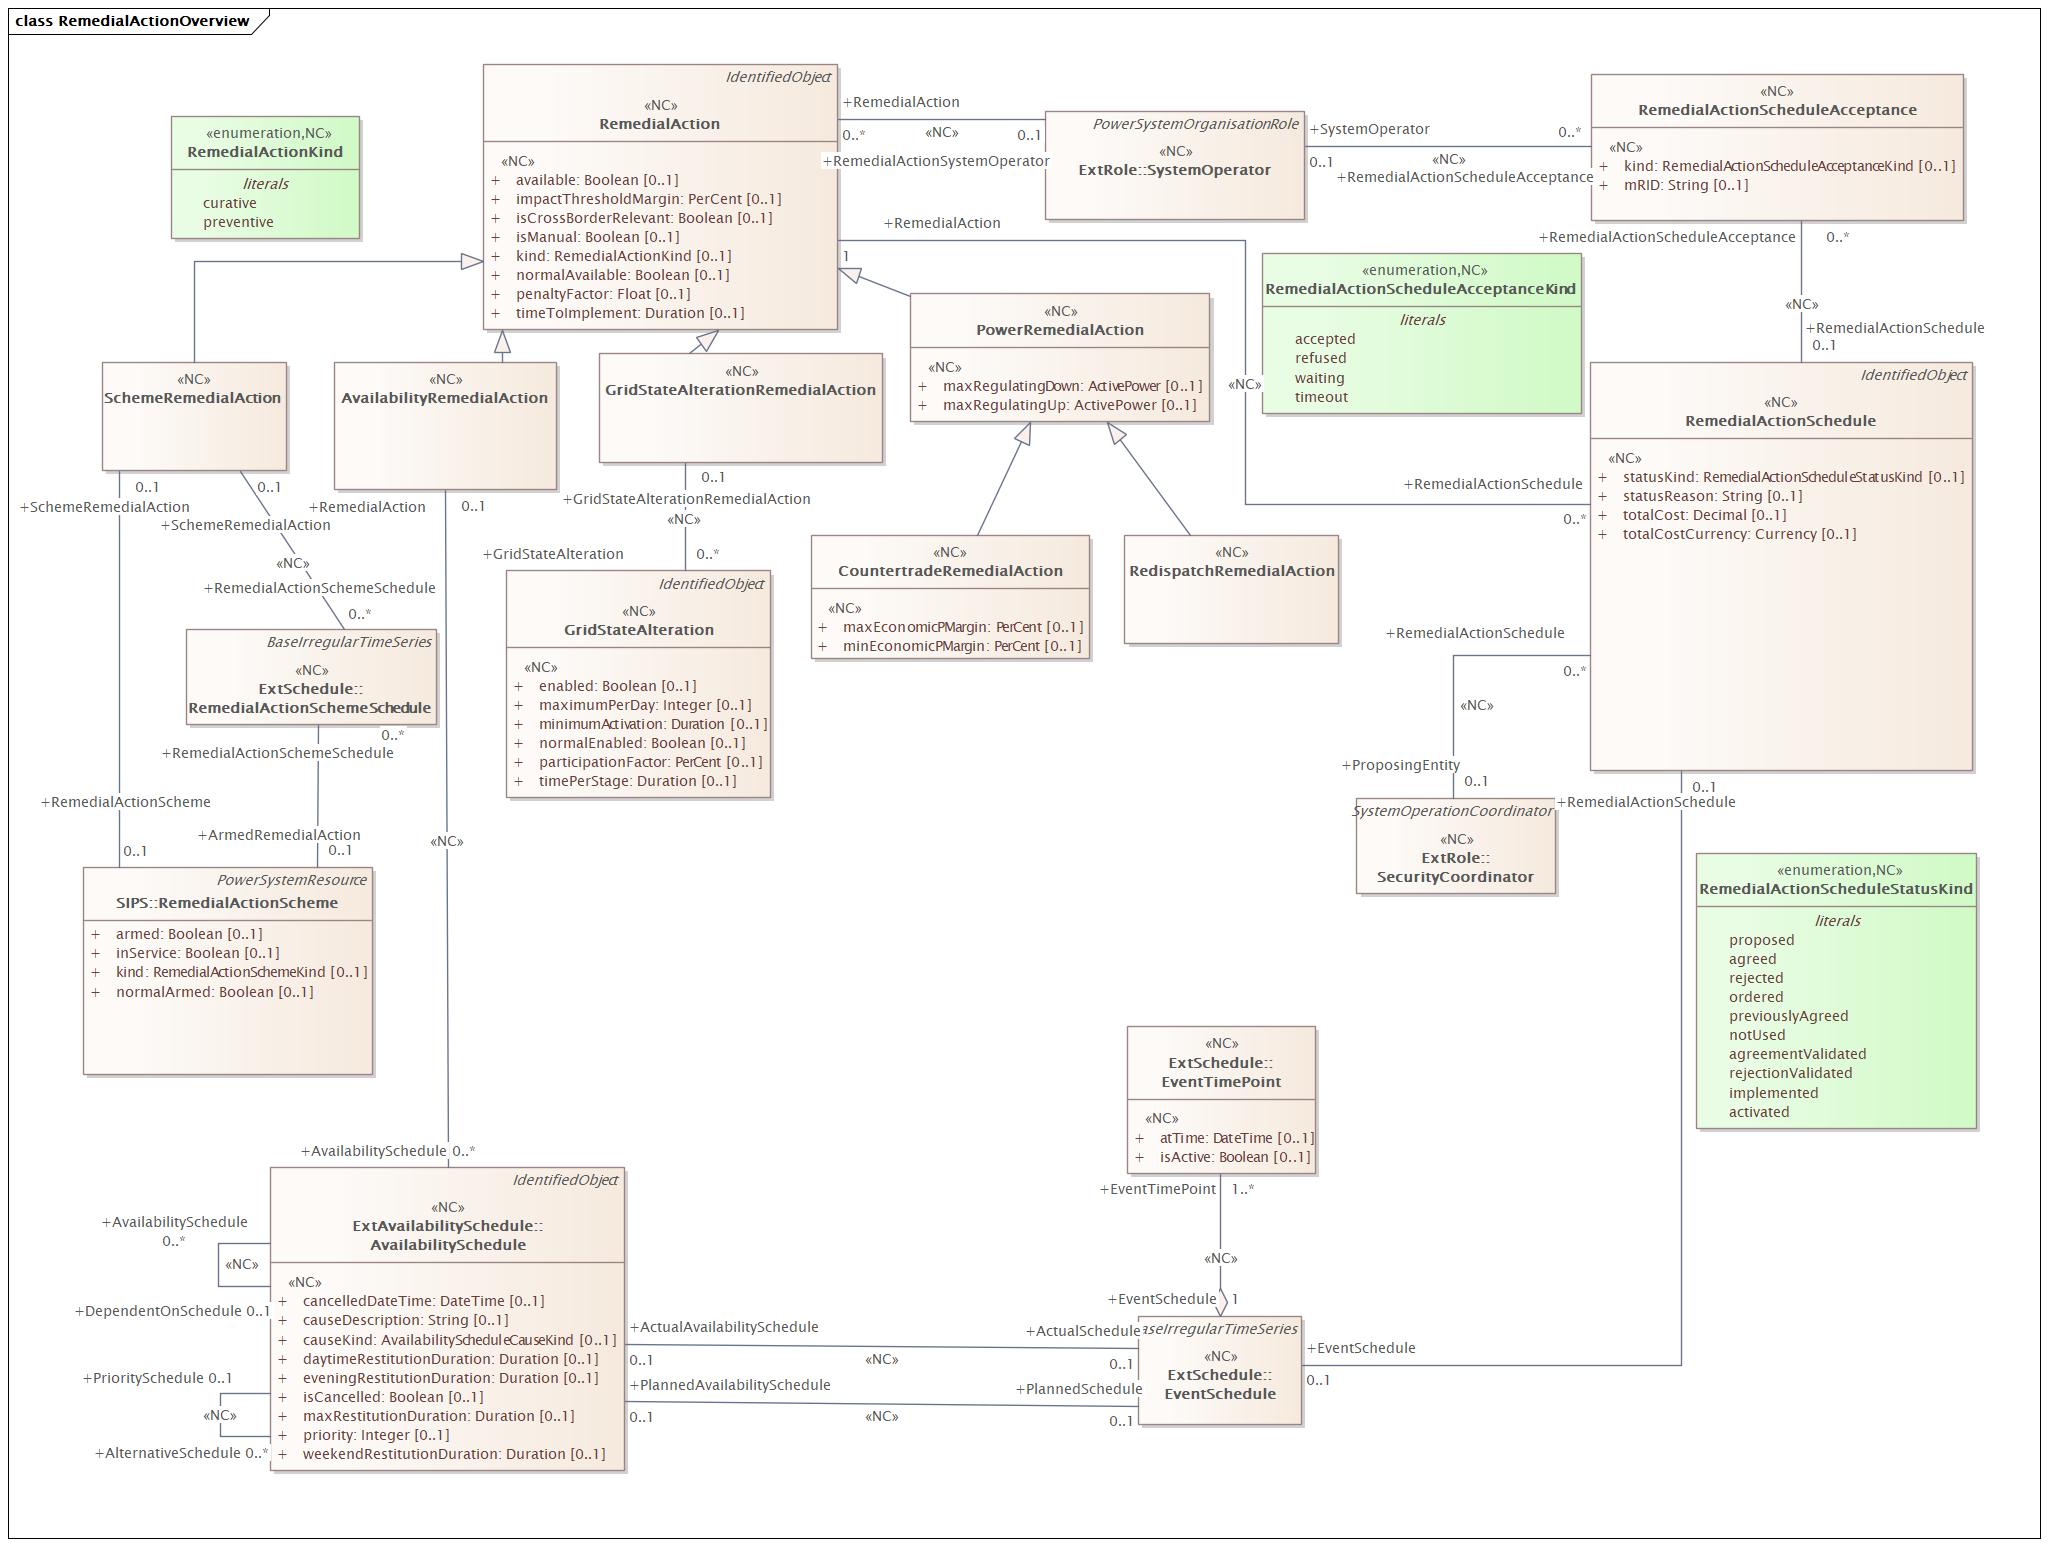 class RemedialActionOverview
«enumeration,NC»
RemedialActionKind
literals
curative
preventive
IdentifiedObject
«NC»
RemedialAction
«NC»
+ available: Boolean [0..1]
+ impactThresholdMargin: PerCent [0..1]
+ isCrossBorderRelevant: Boolean [0..1]
+ isManual: Boolean [0..1]
+ kind: RemedialActionKind [0..1]
+ normalAvailable: Boolean [0..1]
+ penaltyFactor: Float [0..1]
+ timeToImplement: Duration [0..1]
+RemedialAction
0..*
«NC»
0..1
+RemedialActionSystemOperator
PowerSystemOrganisationRole
«NC»
ExtRole::SystemOperator
+SystemOperator
0..*
0..1
«NC»
+RemedialActionScheduleAcceptance
«NC»
RemedialActionScheduleAcceptance
«NC»
+ kind: RemedialActionScheduleAcceptanceKind [0..1]
+ mRID: String [0..1]
+RemedialActionScheduleAcceptance
0..*
«NC»
+RemedialActionSchedule
0..1
+RemedialAction
1
«NC»
+RemedialActionSchedule
0..*
«enumeration,NC»
RemedialActionScheduleAcceptanceKind
literals
accepted
refused
waiting
timeout
«NC»
PowerRemedialAction
«NC»
+ maxRegulatingDown: ActivePower [0..1]
+ maxRegulatingUp: ActivePower [0..1]
«NC»
SchemeRemedialAction
«NC»
AvailabilityRemedialAction
«NC»
GridStateAlterationRemedialAction
IdentifiedObject
«NC»
RemedialActionSchedule
«NC»
+ statusKind: RemedialActionScheduleStatusKind [0..1]
+ statusReason: String [0..1]
+ totalCost: Decimal [0..1]
+ totalCostCurrency: Currency [0..1]
0..1
+SchemeRemedialAction
0..1
+SchemeRemedialAction
«NC»
+RemedialActionSchemeSchedule
0..*
+RemedialAction
0..1
0..1
+GridStateAlterationRemedialAction
«NC»
+GridStateAlteration
0..*
«NC»
CountertradeRemedialAction
«NC»
+ maxEconomicPMargin: PerCent [0..1]
+ minEconomicPMargin: PerCent [0..1]
«NC»
RedispatchRemedialAction
IdentifiedObject
«NC»
GridStateAlteration
«NC»
+ enabled: Boolean [0..1]
+ maximumPerDay: Integer [0..1]
+ minimumActivation: Duration [0..1]
+ normalEnabled: Boolean [0..1]
+ participationFactor: PerCent [0..1]
+ timePerStage: Duration [0..1]
BaseIrregularTimeSeries
«NC»
ExtSchedule::
RemedialActionSchemeSchedule
0..*
+RemedialActionSchemeSchedule
+RemedialActionScheme
0..1
+ArmedRemedialAction
0..1
«NC»
PowerSystemResource
SIPS::RemedialActionScheme
+ armed: Boolean [0..1]
+ inService: Boolean [0..1]
+ kind: RemedialActionSchemeKind [0..1]
+ normalArmed: Boolean [0..1]
+RemedialActionSchedule
0..*
«NC»
+ProposingEntity
0..1
SystemOperationCoordinator
«NC»
ExtRole::
SecurityCoordinator
0..1
+RemedialActionSchedule
«enumeration,NC»
RemedialActionScheduleStatusKind
literals
proposed
agreed
rejected
ordered
previouslyAgreed
notUsed
agreementValidated
rejectionValidated
implemented
activated
«NC»
ExtSchedule::
EventTimePoint
«NC»
+ atTime: DateTime [0..1]
+ isActive: Boolean [0..1]
+EventTimePoint
1..*
«NC»
+EventSchedule
1
+AvailabilitySchedule 0..*
IdentifiedObject
«NC»
ExtAvailabilitySchedule::
AvailabilitySchedule
«NC»
+ cancelledDateTime: DateTime [0..1]
+ causeDescription: String [0..1]
+ causeKind: AvailabilityScheduleCauseKind [0..1]
+ daytimeRestitutionDuration: Duration [0..1]
+ eveningRestitutionDuration: Duration [0..1]
+ isCancelled: Boolean [0..1]
+ maxRestitutionDuration: Duration [0..1]
+ priority: Integer [0..1]
+ weekendRestitutionDuration: Duration [0..1]
+AvailabilitySchedule
0..*
«NC»
+DependentOnSchedule 0..1
+PrioritySchedule 0..1
«NC»
+AlternativeSchedule 0..*
+ActualAvailabilitySchedule
0..1
«NC»
+ActualSchedule
0..1
+PlannedAvailabilitySchedule
0..1
«NC»
+PlannedSchedule
0..1
aseIrregularTimeSeries
«NC»
ExtSchedule::
EventSchedule
+EventSchedule
0..1